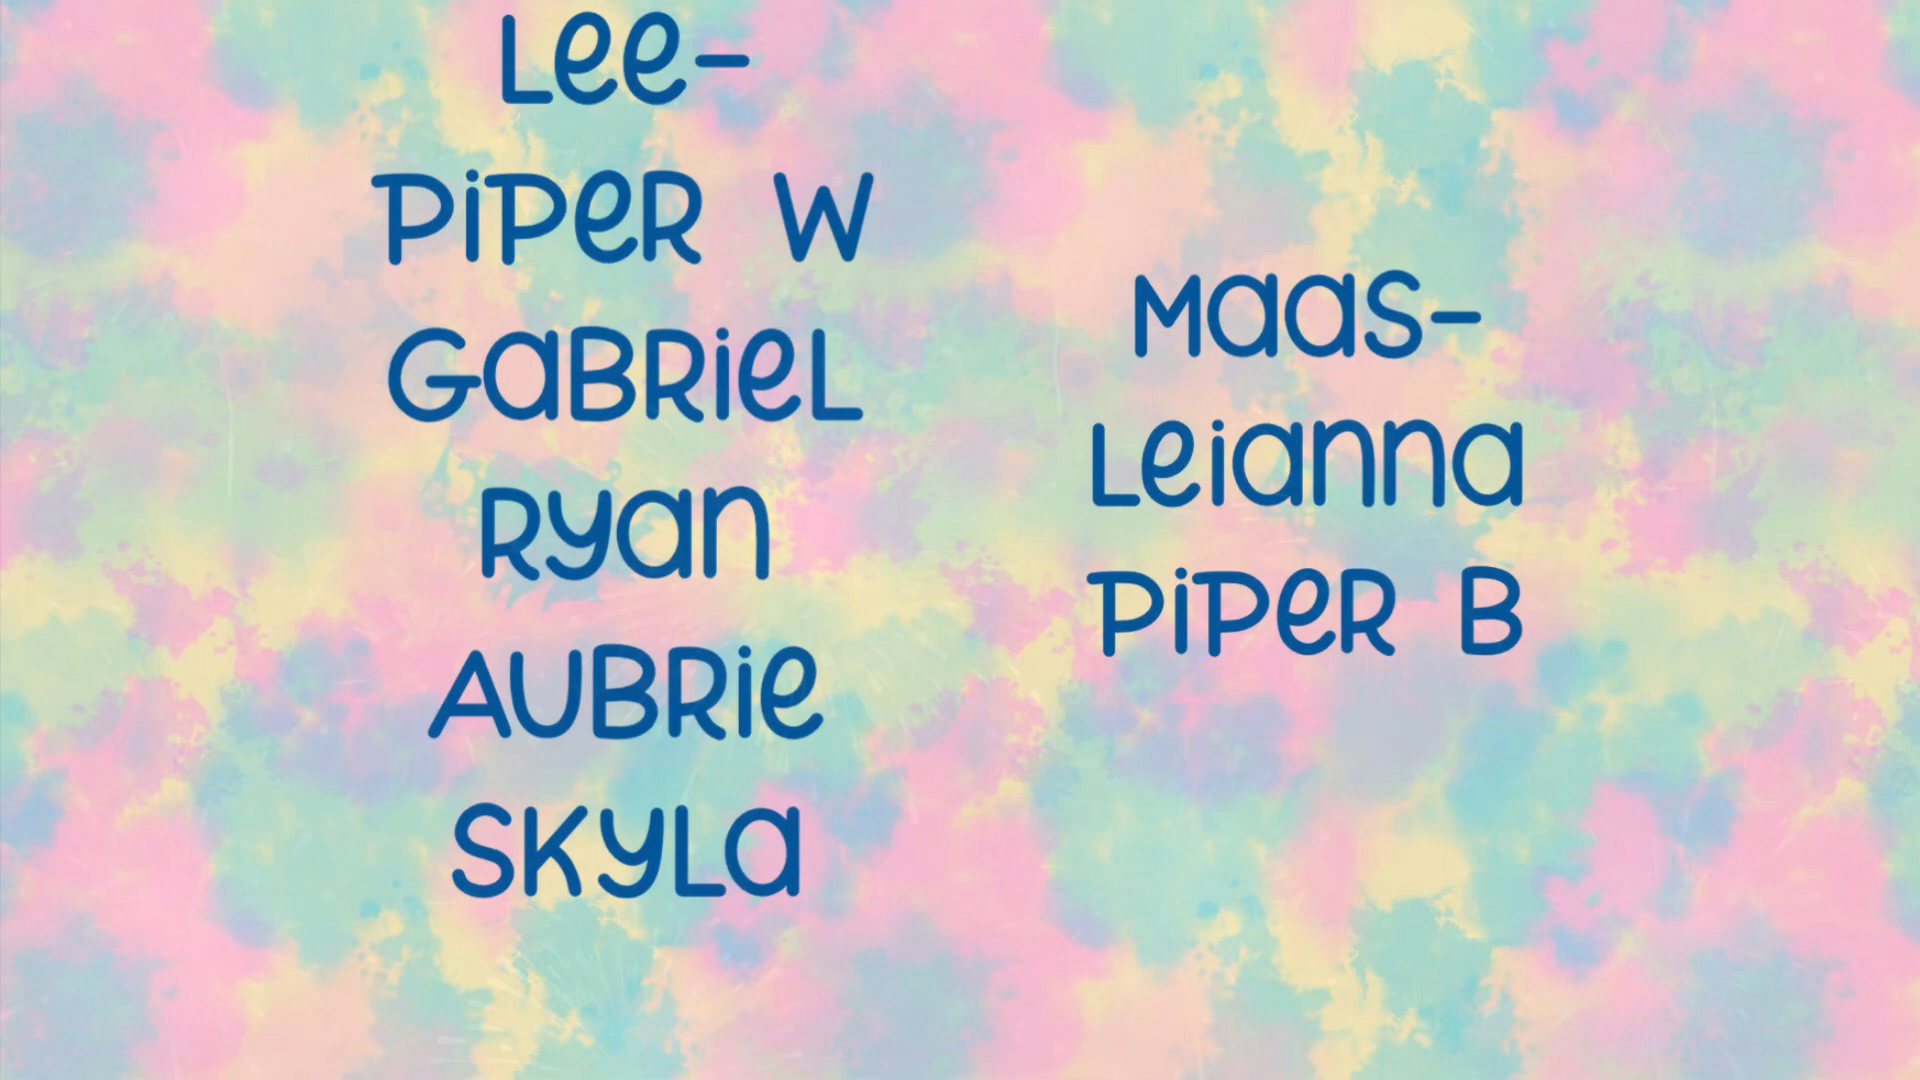 Lee-
Piper W
Gabriel
Ryan
Aubrie
Skyla
Maas-
Leianna
Piper B